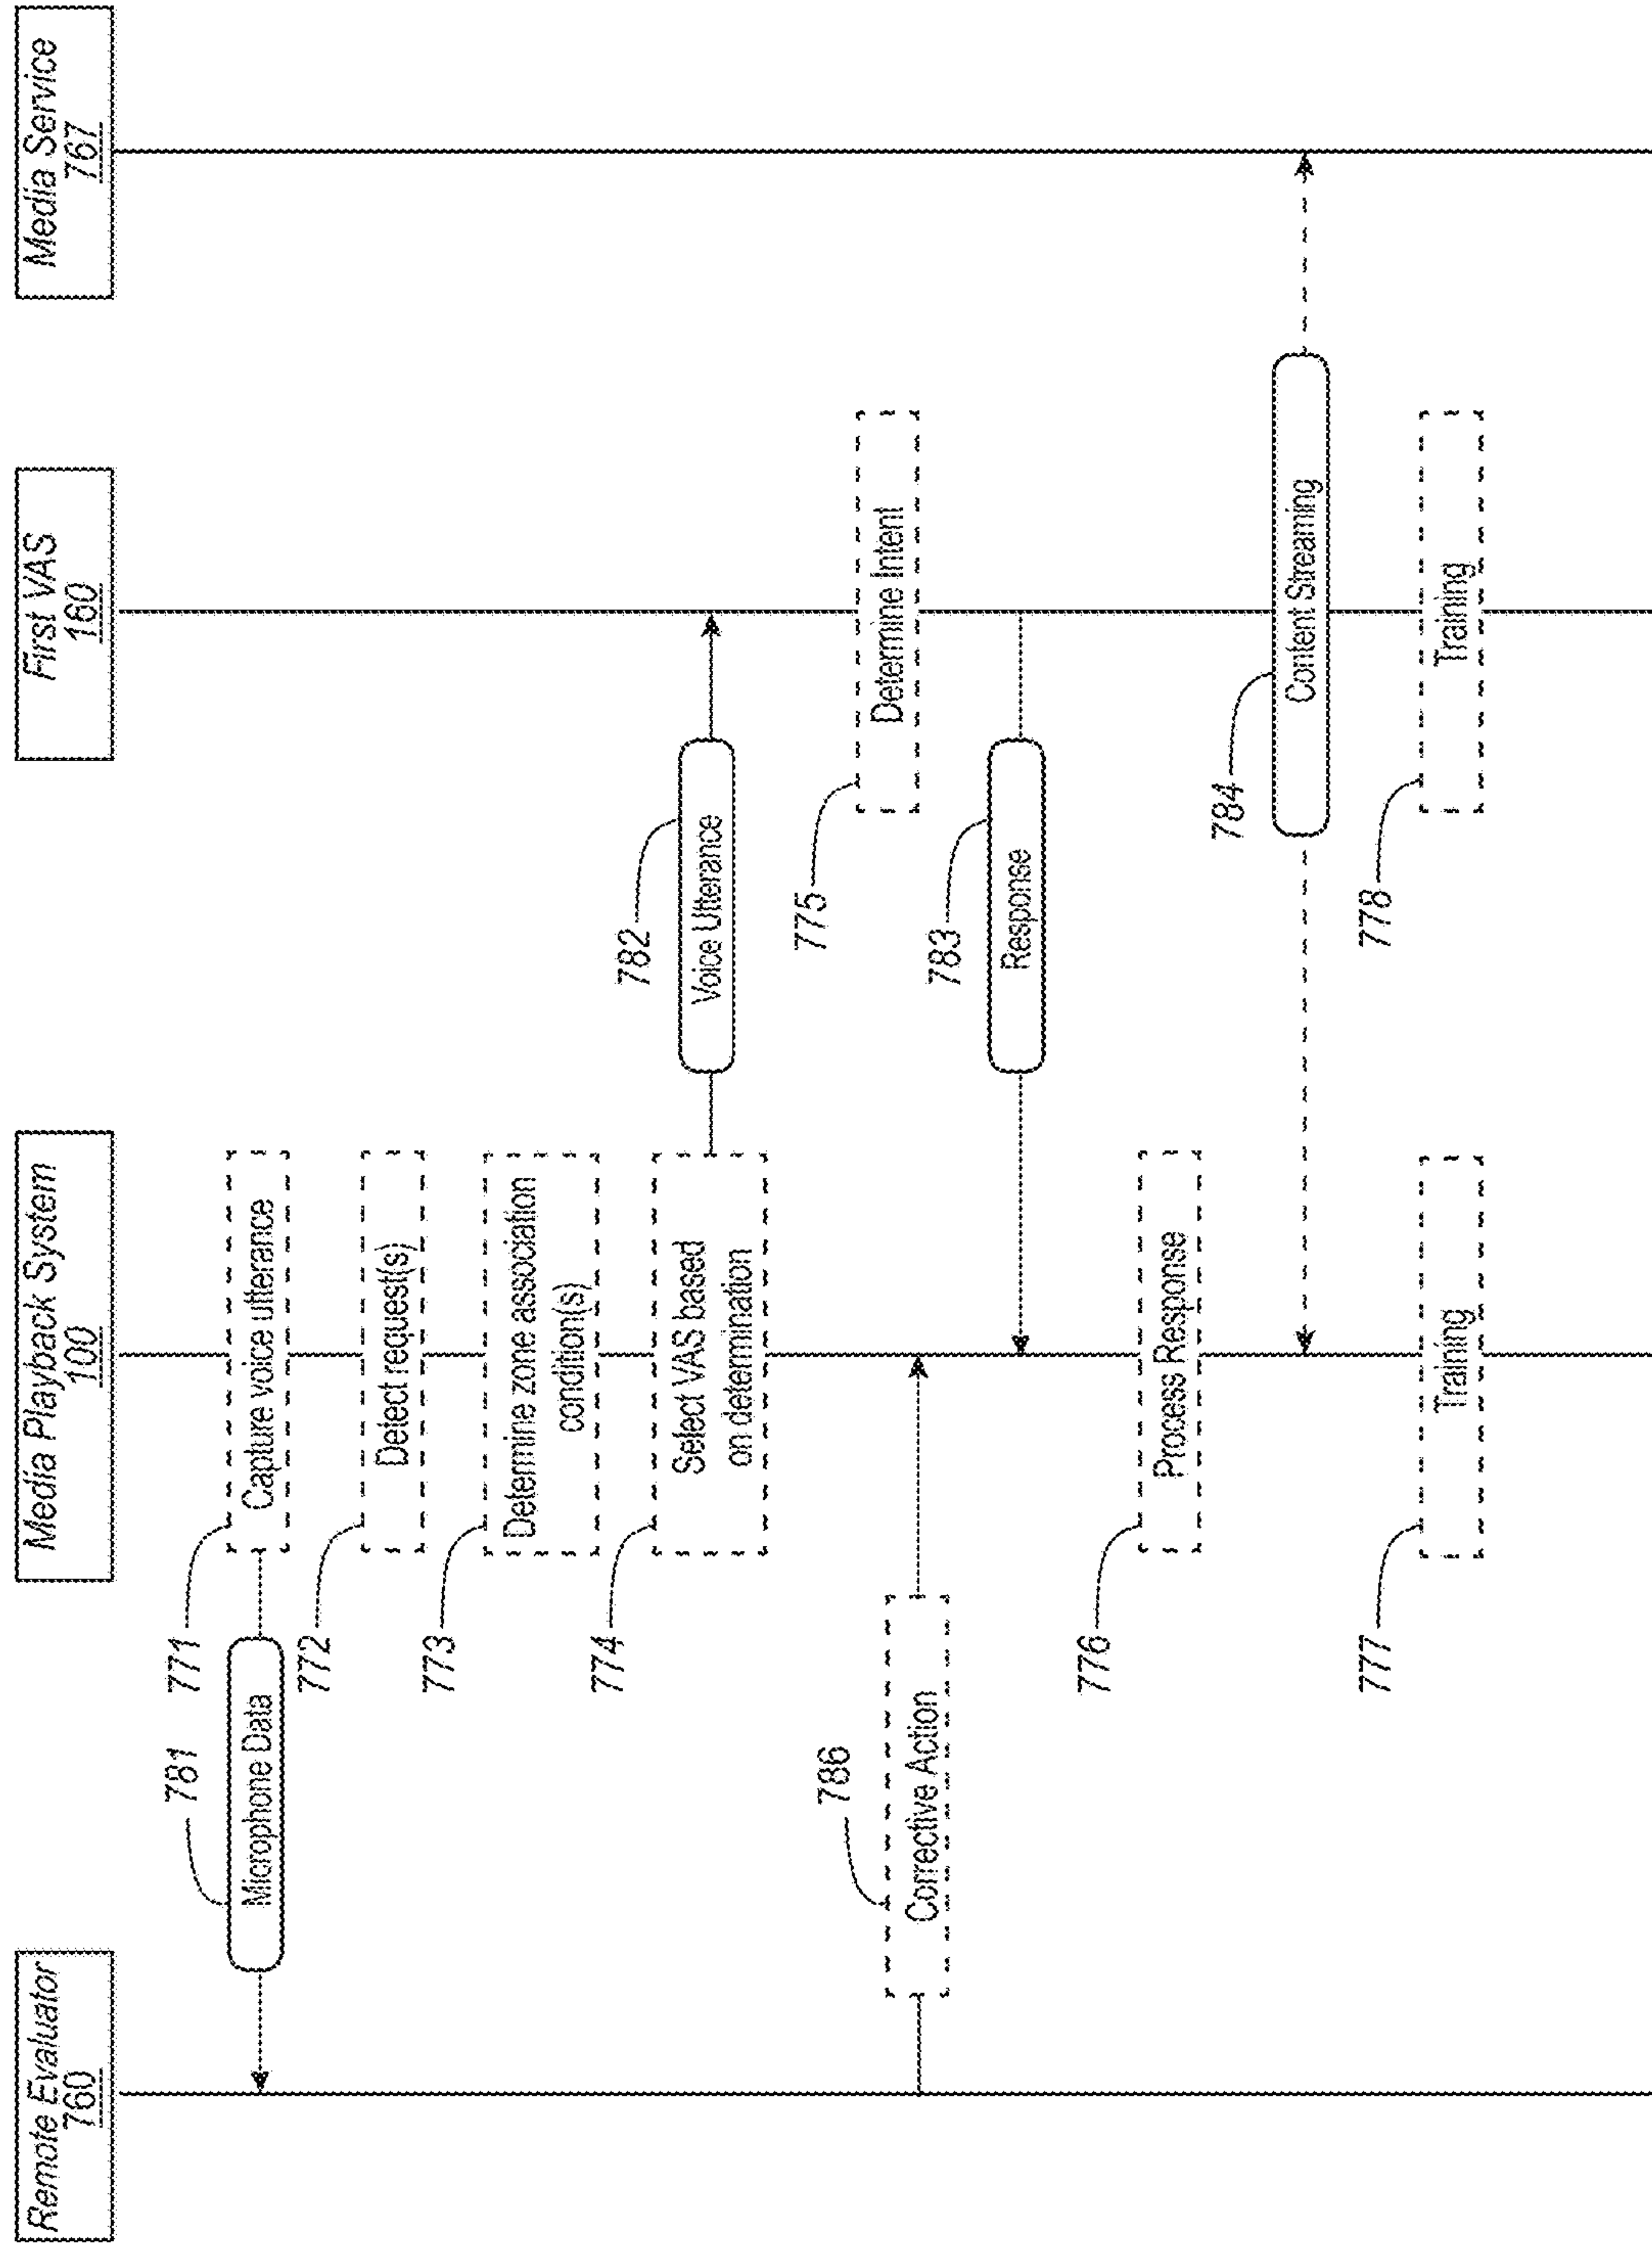 Remote Evaluator
760
Media Playback System
100
First VAS
160
Media Service
767
781
Microphone Data
771
Capture voice utterance
772
Detect request(s)
773
Determine zone association
condition(s)
774
Select VAS based
on determination
782
Voice Utterance
775
Determine Intent
786
Corrective Action
783
Response
776
Process Response
784
Content Streaming
777
Training
778
Training